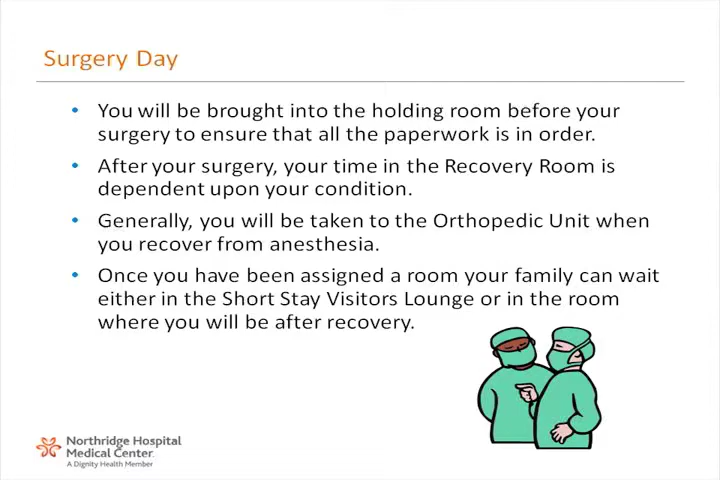 Surgery Day
• You will be brought into the holding room before your
surgery to ensure that all the paperwork is in order.
• After your surgery, your time in the Recovery Room is
dependent upon your condition.
• Generally, you will be taken to the Orthopedic Unit when
you recover from anesthesia.
• Once you have been assigned a room your family can wait
either in the Short Stay Visitors Lounge or in the room
where you will be after recovery.
Northridge Hospital
Medical Center.
A Dignity Health Member